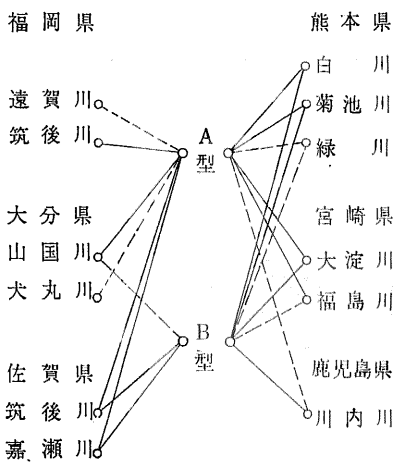 福岡県
遠賀川
筑後川
大分県
山国川
犬丸川
佐賀県
筑後川
嘉瀬川
A
型
B
型
熊本県
白川
菊池川
緑川
宮崎県
大淀川
福島川
鹿児島県
川内川